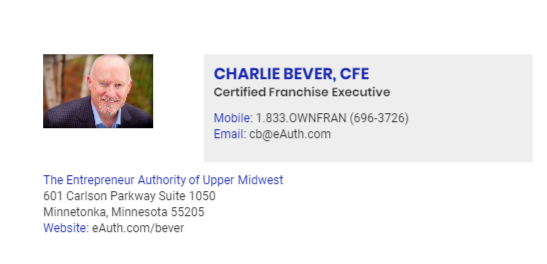 CHARLIE BEVER, CFE
Certified Franchise Executive
Mobile: 1.833.OWNFRAN (696-3726)
Email: cb@eAuth.com
The Entrepreneur Authority of Upper Midwest
601 Carlson Parkway Suite 1050
Minnetonka, Minnesota 55205
Website: eAuth.com/bever